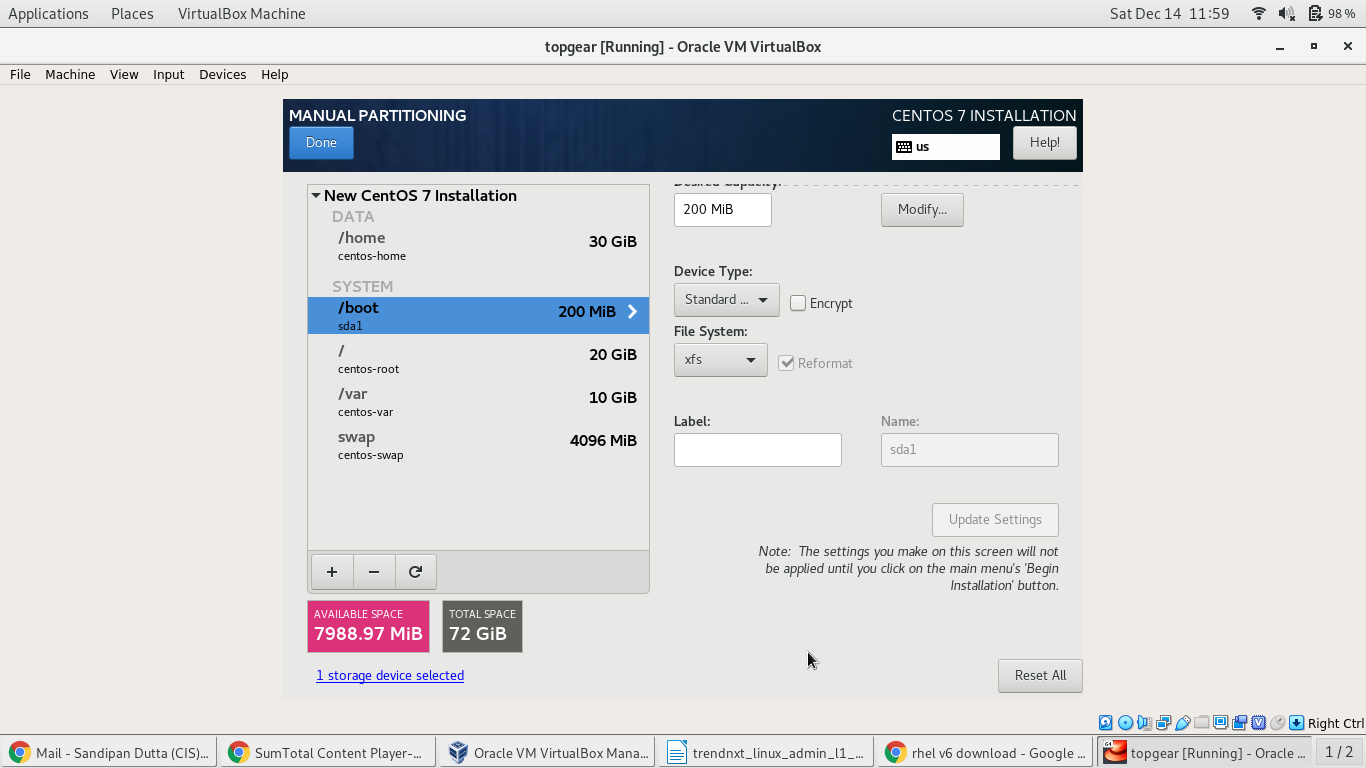 Applications Places VirtualBox Machine Sat Dec 14 11:59 98 %
topgear [Running] - Oracle VM VirtualBox
File Machine View Input Devices Help
MANUAL PARTITIONING
CENTOS 7 INSTALLATION
Done
us
Help!
New CentOS 7 Installation
DATA
/home
30 GiB
centos-home
SYSTEM
/boot
200 MiB
sda1
/
20 GiB
centos-root
/var
10 GiB
centos-var
swap
4096 MiB
centos-swap
+ −
AVAILABLE SPACE
7988.97 MiB
TOTAL SPACE
72 GiB
1 storage device selected
Desired Capacity:
200 MiB
Modify...
Device Type:
Standard ...
Encrypt
File System:
xfs
Reformat
Label:
Name:
sda1
Update Settings
Note: The settings you make on this screen will not
be applied until you click on the main menu's 'Begin
Installation' button.
Reset All
Right Ctrl
Mail - Sandipan Dutta (CIS)...
SumTotal Content Player-...
Oracle VM VirtualBox Mana...
trendnxt_linux_admin_l1_...
rhel v6 download - Google ...
topgear [Running] - Oracle ...
1 / 2